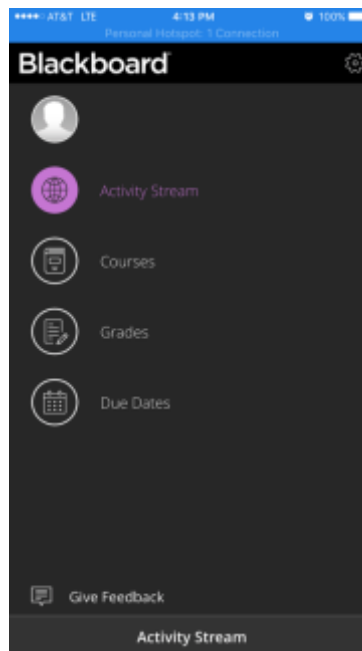 AT&T LTE 4:13 PM 100%
Personal Hotspot: 1 Connection
Blackboard
Activity Stream
Courses
Grades
Due Dates
Give Feedback
Activity Stream